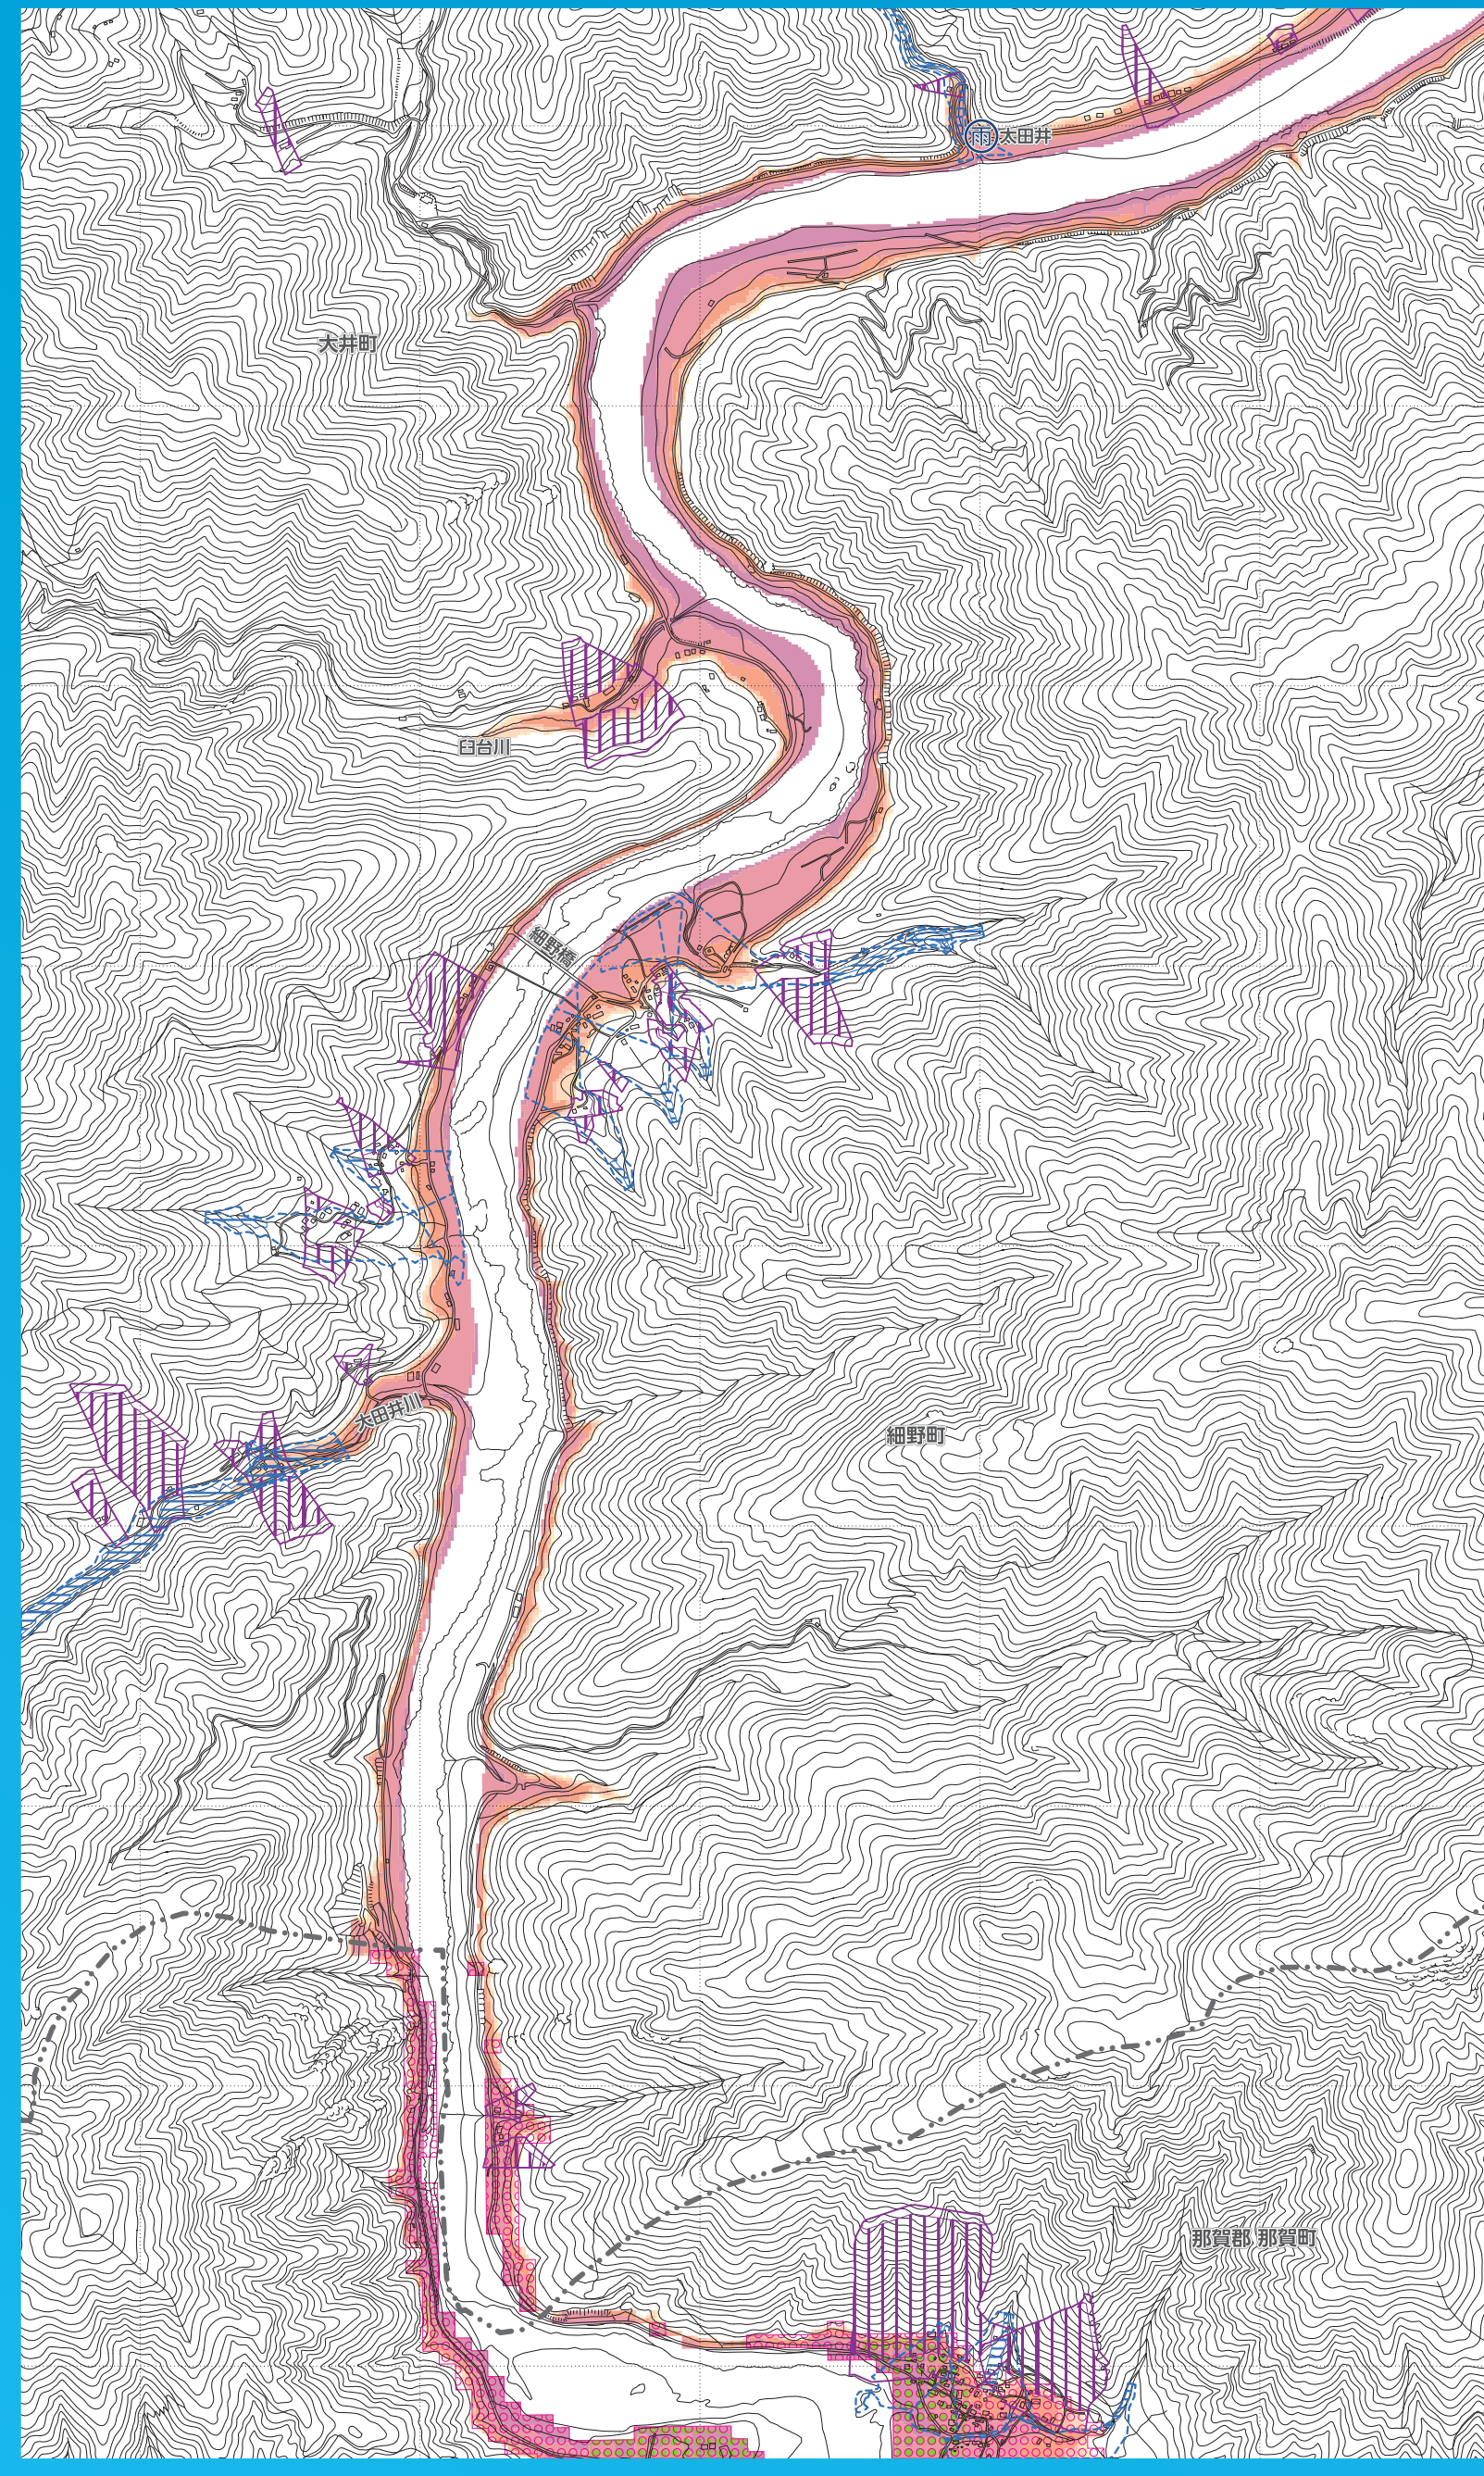 雨 太田井
大井町
臼台川
細野橋
大田井川
細野町
那賀郡 那賀町